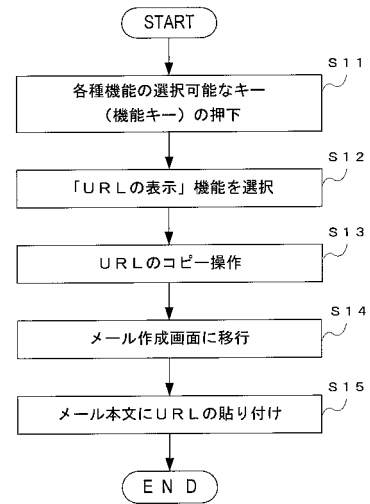 START
S11
各種機能の選択可能なキー
(機能キー)の押下
S12
「URLの表示」機能を選択
S13
URLのコピー操作
S14
メール作成画面に移行
S15
メール本文にURLの貼り付け
END